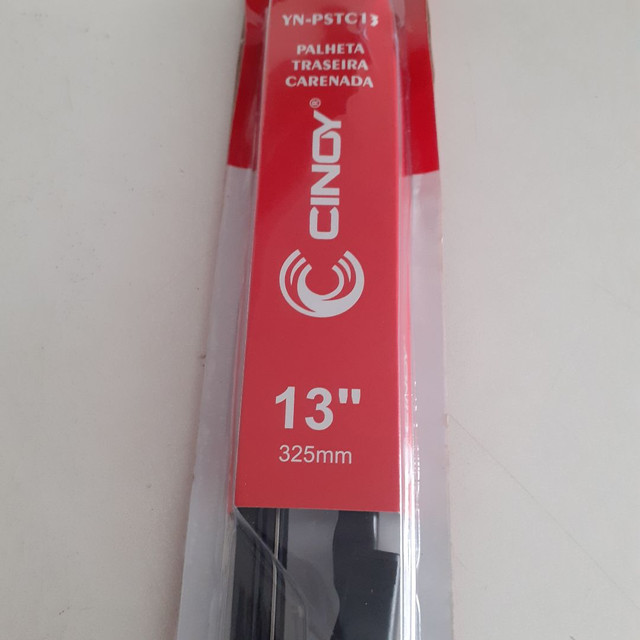 YN-PSTC13
PALHETA
TRASEIRA
CARENADA
CINOY®
13"
325mm